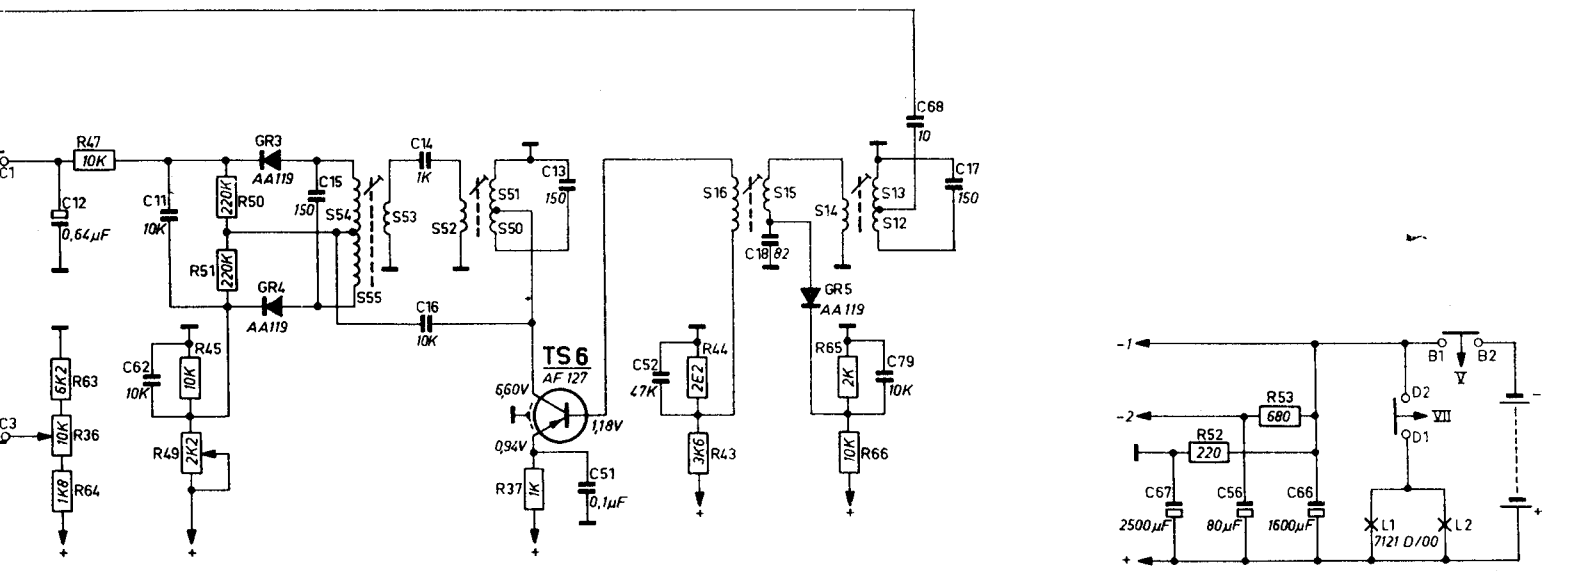 C68
10
R47
10K
C1
C12
0,64µF
C11
10K
220K
R50
R51
220K
GR3
AA119
C15
150
S54
S55
GR4
AA119
S53
C14
1K
S52
S51
S50
C13
150
C16
10K
S16
S15
C18 82
S14
S13
S12
C17
150
GR5
AA119
6K2
R63
C3
10K
R36
1K8
R64
+
C62
10K
R45
10K
R49
2K2
+
TS6
AF 127
6,60V
1,18V
0,94V
R37
1K
C51
0,1µF
+
C52
47K
R44
2E2
3K6
R43
+
R65
2K
C79
10K
10K
R66
+
-1
-2
R53
680
R52
220
C67
2500µF
C56
80µF
C66
1600µF
+
B1
B2
V
D2
VII
D1
L1
L2
7121 D/00
-
+